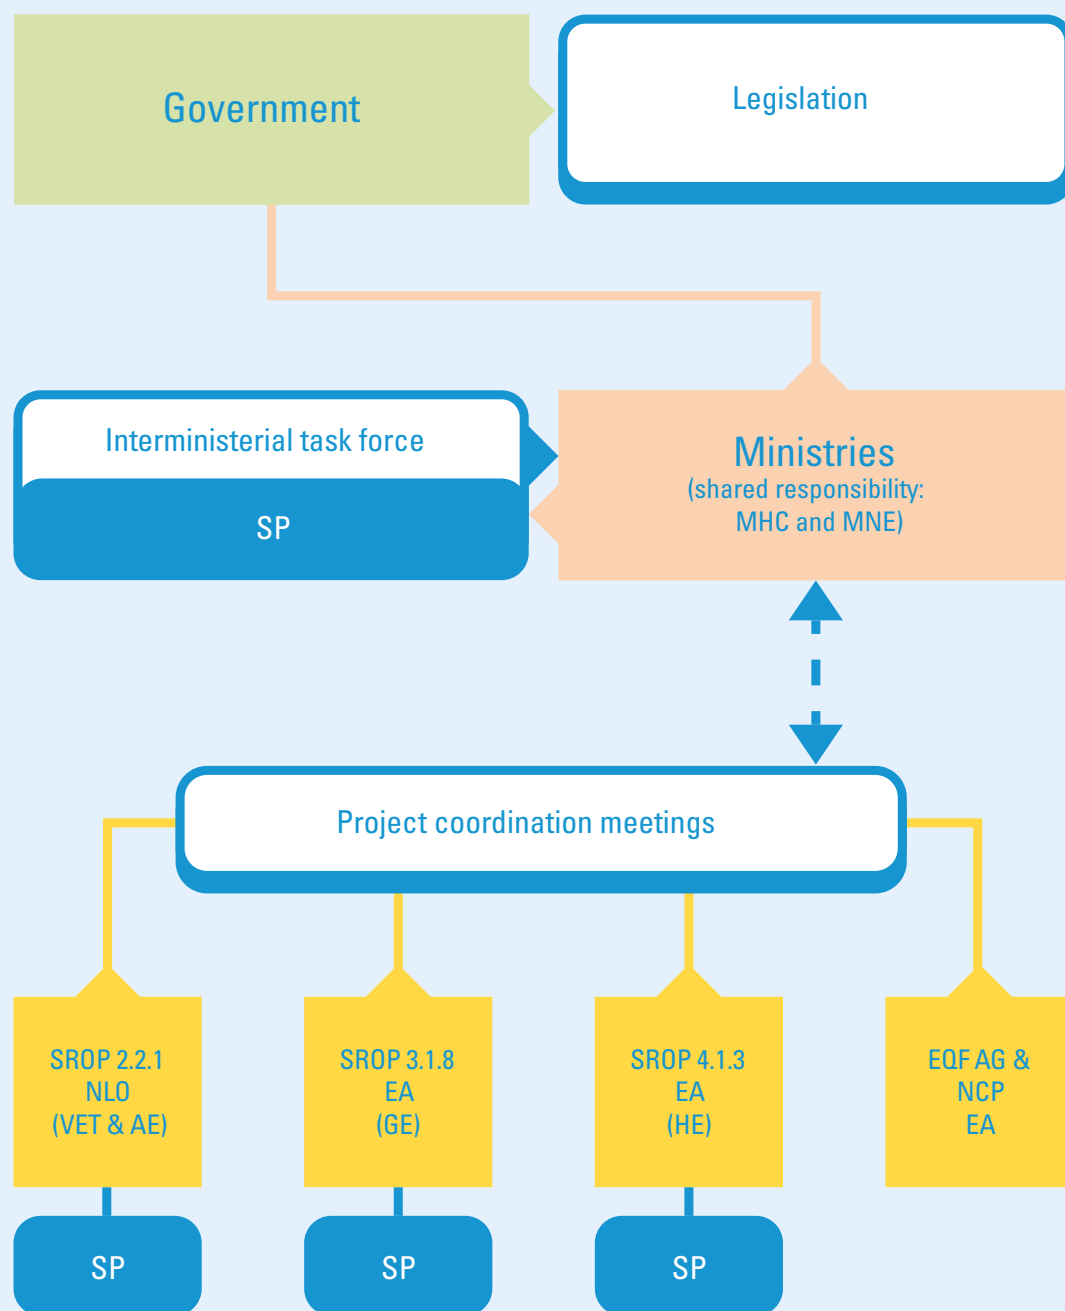 Government
Legislation
Interministerial task force
SP
Ministries
(shared responsibility:
MHC and MNE)
Project coordination meetings
SROP 2.2.1
NLO
(VET & AE)
SROP 3.1.8
EA
(GE)
SROP 4.1.3
EA
(HE)
EQF AG &
NCP
EA
SP
SP
SP